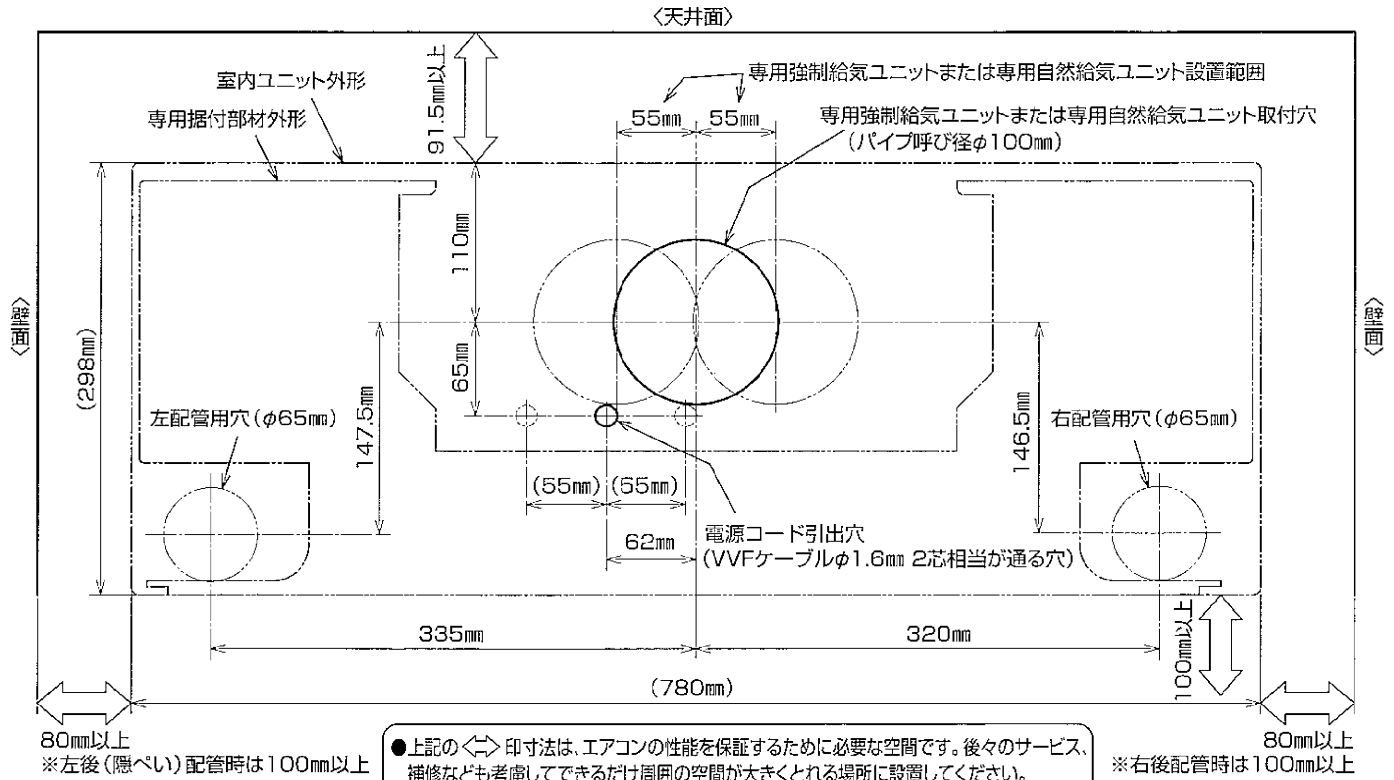 〈天井面〉
91.5mm以上
室内ユニット外形
専用据付部材外形
専用強制給気ユニットまたは専用自然給気ユニット設置範囲
55mm
55mm
専用強制給気ユニットまたは専用自然給気ユニット取付穴
(パイプ呼び径φ100mm)
110mm
〈壁面〉
〈壁面〉
(298mm)
65mm
左配管用穴(φ65mm)
147.5mm
146.5mm
右配管用穴(φ65mm)
(55mm)
(55mm)
62mm
電源コード引出穴
(VVFケーブルφ1.6mm 2芯相当が通る穴)
335mm
320mm
100mm以上
(780mm)
80mm以上
※左後(隠ぺい)配管時は100mm以上
●上記の⇔印寸法は、エアコンの性能を保証するために必要な空間です。後々のサービス、
補修なども考慮してできるだけ周囲の空間が大きくとれる場所に設置してください。
80mm以上
※右後配管時は100mm以上